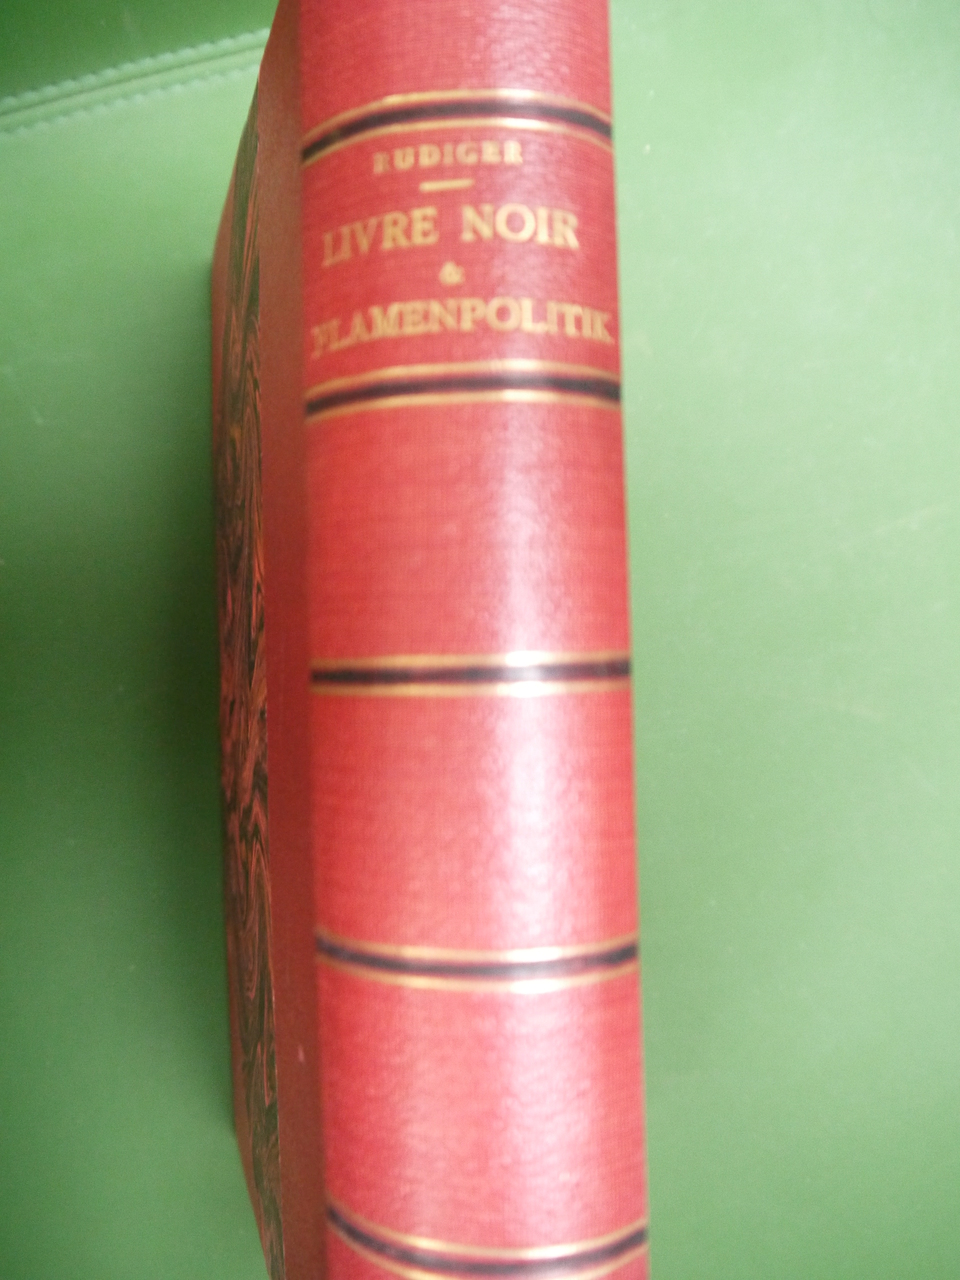 RUDIGER
LIVRE NOIR
&
FLAMENPOLITIK